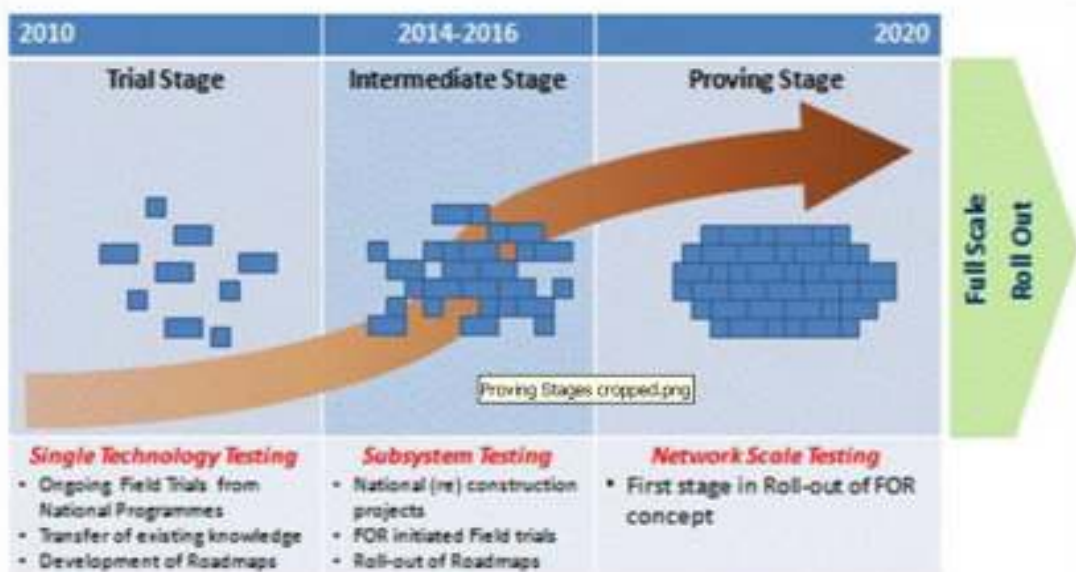 2010
2014-2016
2020
Trial Stage
Intermediate Stage
Proving Stage
Full Scale
Roll Out
Proving Stages cropped.png
Single Technology Testing
• Ongoing Field Trials from
National Programmes
• Transfer of existing knowledge
• Development of Roadmaps
Subsystem Testing
• National (re) construction
projects
• FOR initiated Field trials
• Roll-out of Roadmaps
Network Scale Testing
• First stage in Roll-out of FOR
concept